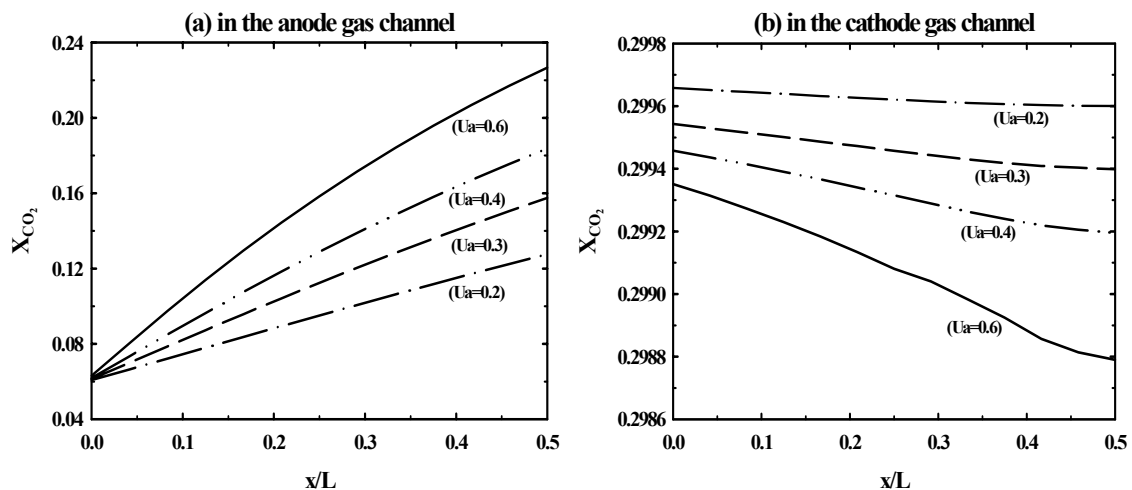 (a) in the anode gas channel
0.24
0.20
0.16
0.12
0.08
0.04
X_CO2
(Ua=0.6)
(Ua=0.4)
(Ua=0.3)
(Ua=0.2)
0.0 0.1 0.2 0.3 0.4 0.5
x/L
(b) in the cathode gas channel
0.2998
0.2996
0.2994
0.2992
0.2990
0.2988
0.2986
X_CO2
(Ua=0.2)
(Ua=0.3)
(Ua=0.4)
(Ua=0.6)
0.0 0.1 0.2 0.3 0.4 0.5
x/L